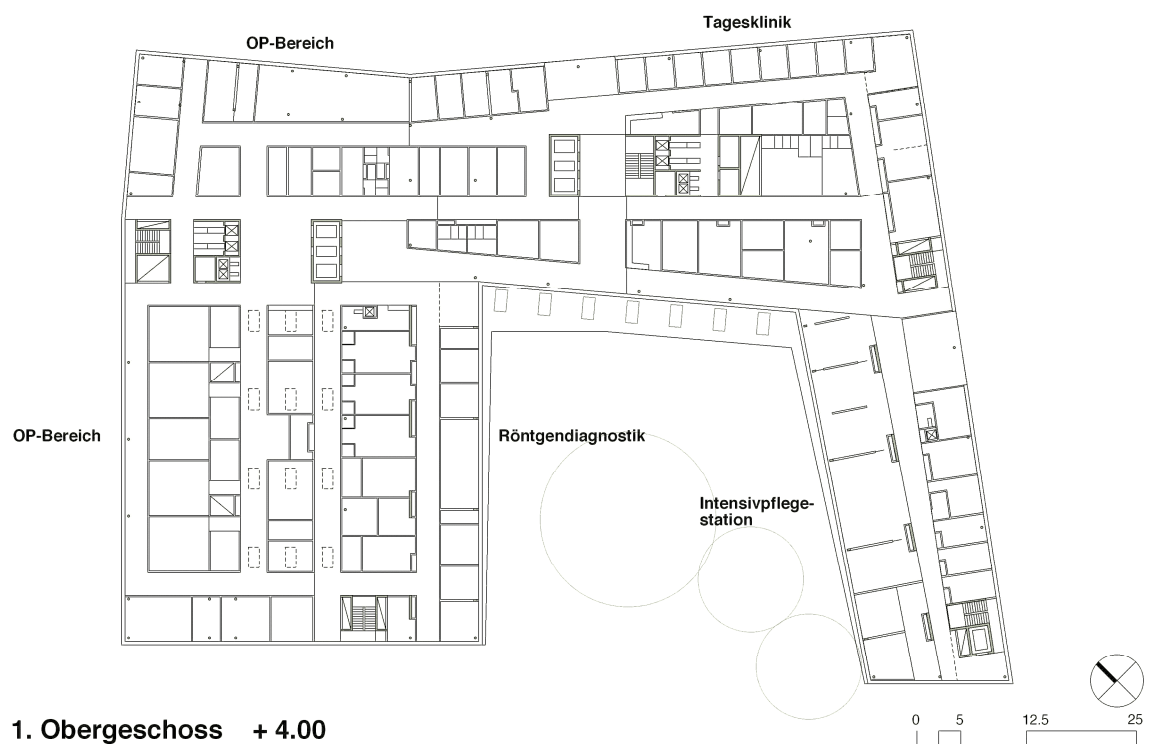 Tagesklinik
OP-Bereich
OP-Bereich
Röntgendiagnostik
Intensivpflege-
station
1. Obergeschoss + 4.00
0 5 12.5 25